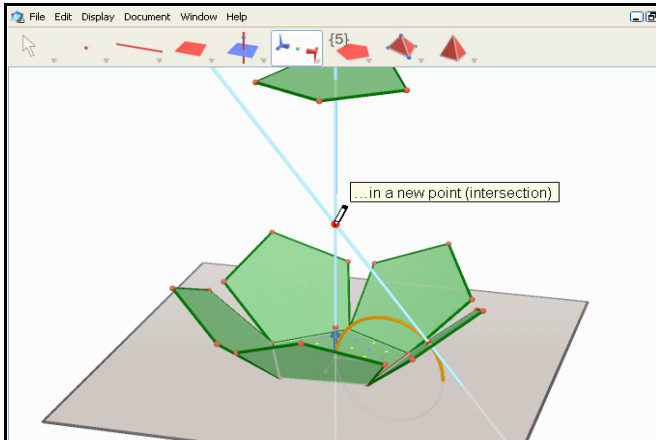 File Edit Display Document Window Help
{5}
...in a new point (intersection)